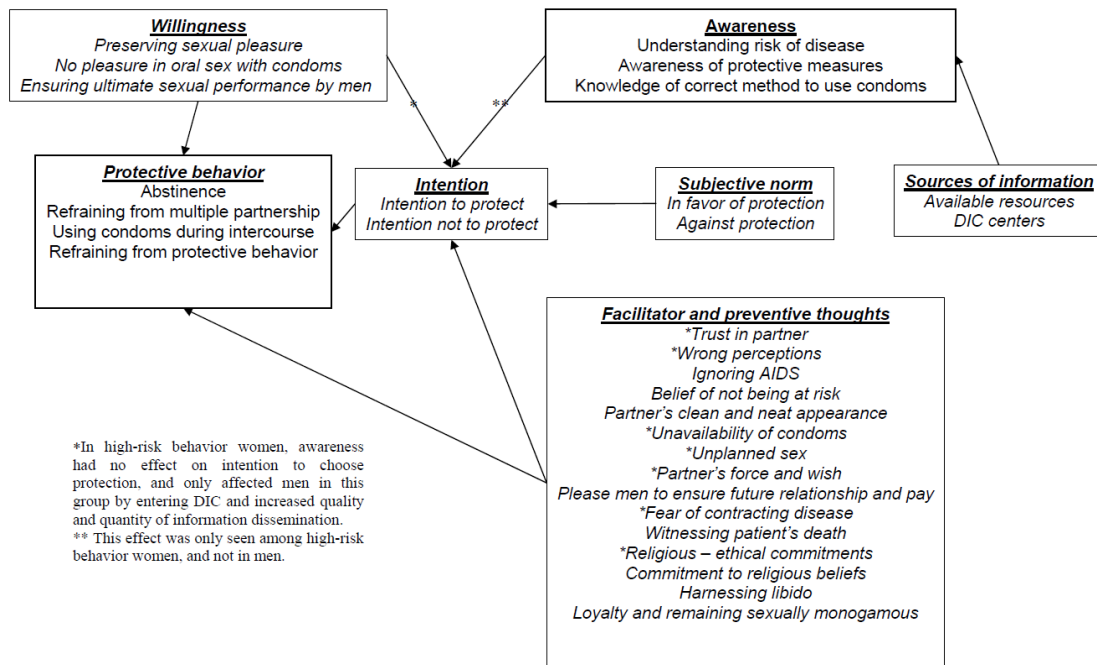 Willingness
Preserving sexual pleasure
No pleasure in oral sex with condoms
Ensuring ultimate sexual performance by men
Awareness
Understanding risk of disease
Awareness of protective measures
Knowledge of correct method to use condoms
*
**
Protective behavior
Abstinence
Refraining from multiple partnership
Using condoms during intercourse
Refraining from protective behavior
Intention
Intention to protect
Intention not to protect
Subjective norm
In favor of protection
Against protection
Sources of information
Available resources
DIC centers
Facilitator and preventive thoughts
*Trust in partner
*Wrong perceptions
Ignoring AIDS
Belief of not being at risk
Partner's clean and neat appearance
*Unavailability of condoms
*Unplanned sex
*Partner's force and wish
Please men to ensure future relationship and pay
*Fear of contracting disease
Witnessing patient's death
*Religious – ethical commitments
Commitment to religious beliefs
Harnessing libido
Loyalty and remaining sexually monogamous
*In high-risk behavior women, awareness
had no effect on intention to choose
protection, and only affected men in this
group by entering DIC and increased quality
and quantity of information dissemination.
** This effect was only seen among high-risk
behavior women, and not in men.